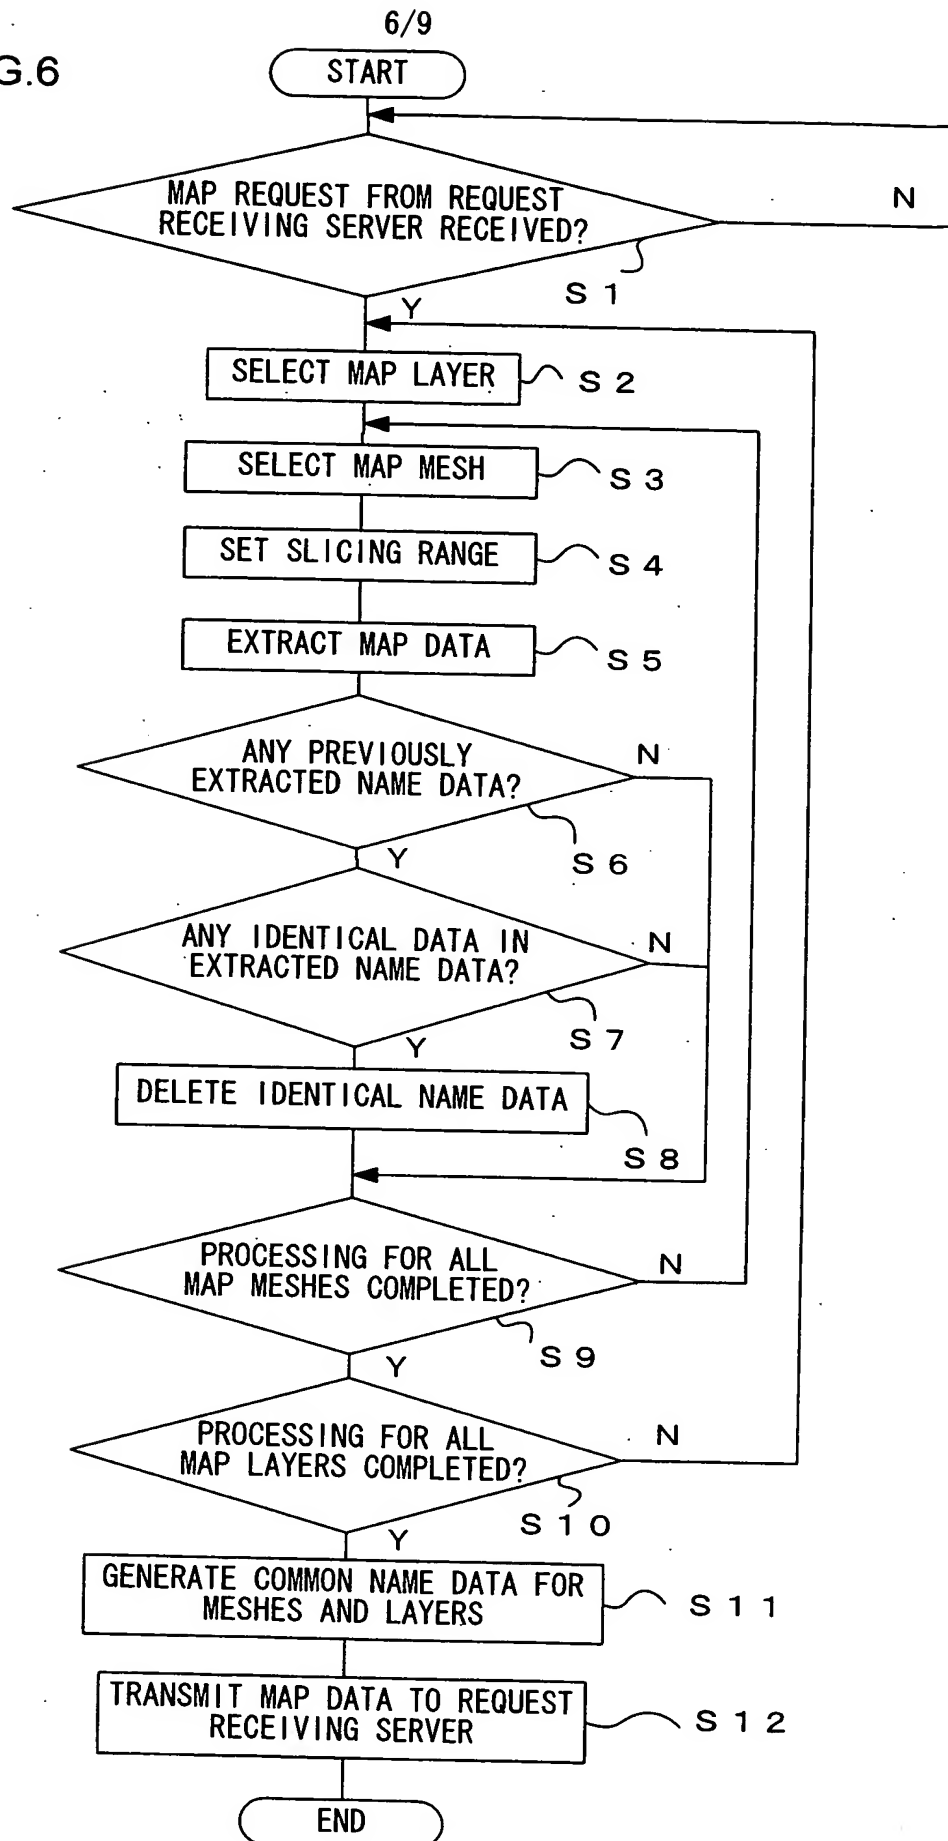 6/9
G.6
START
MAP REQUEST FROM REQUEST
RECEIVING SERVER RECEIVED?
N
S 1
Y
SELECT MAP LAYER
S 2
SELECT MAP MESH
S 3
SET SLICING RANGE
S 4
EXTRACT MAP DATA
S 5
ANY PREVIOUSLY
EXTRACTED NAME DATA?
N
S 6
Y
ANY IDENTICAL DATA IN
EXTRACTED NAME DATA?
N
S 7
Y
DELETE IDENTICAL NAME DATA
S 8
PROCESSING FOR ALL
MAP MESHES COMPLETED?
N
S 9
Y
PROCESSING FOR ALL
MAP LAYERS COMPLETED?
N
S 1 0
Y
GENERATE COMMON NAME DATA FOR
MESHES AND LAYERS
S 1 1
TRANSMIT MAP DATA TO REQUEST
RECEIVING SERVER
S 1 2
END